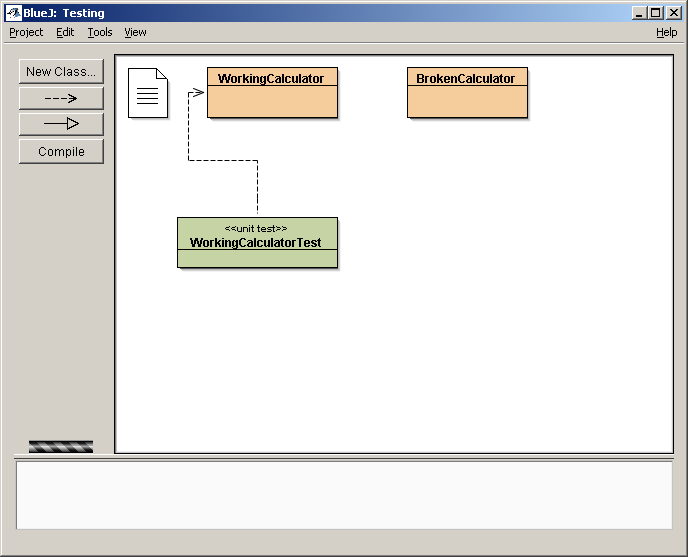 BlueJ: Testing
Project Edit Tools View Help
New Class...
Compile
WorkingCalculator
BrokenCalculator
<<unit test>>
WorkingCalculatorTest